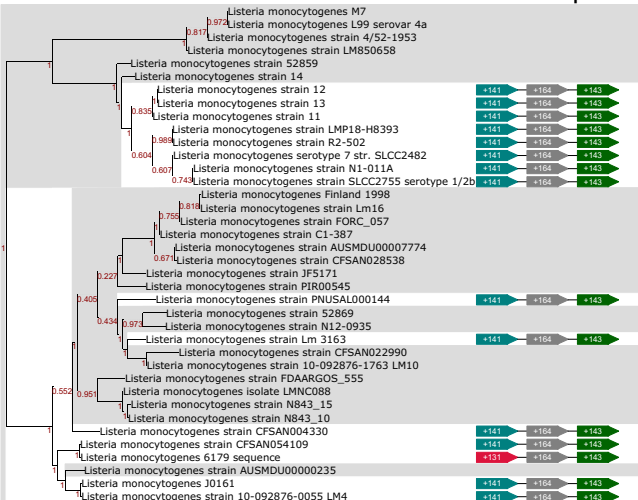 Listeria monocytogenes M7
0.972 Listeria monocytogenes L99 serovar 4a
0.817 Listeria monocytogenes strain 4/52-1953
1 Listeria monocytogenes strain LM850658
Listeria monocytogenes strain 52859
1 Listeria monocytogenes strain 14
1 Listeria monocytogenes strain 12 +141 +164 +143
1 Listeria monocytogenes strain 13 +141 +164 +143
0.835 Listeria monocytogenes strain 11 +141 +164 +143
Listeria monocytogenes strain LMP18-H8393 +141 +164 +143
1 0.989 Listeria monocytogenes strain R2-502 +141 +164 +143
0.604 Listeria monocytogenes serotype 7 str. SLCC2482 +141 +164 +143
0.607 Listeria monocytogenes strain N1-011A +141 +164 +143
0.743 Listeria monocytogenes strain SLCC2755 serotype 1/2b +141 +164 +143
Listeria monocytogenes Finland 1998
0.818 Listeria monocytogenes strain Lm16
0.755 Listeria monocytogenes strain FORC_057
1 Listeria monocytogenes strain C1-387
1 Listeria monocytogenes strain AUSMDU00007774
0.671 Listeria monocytogenes strain CFSAN028538
1 0.227 Listeria monocytogenes strain JF5171
1 Listeria monocytogenes strain PIR00545
0.405 Listeria monocytogenes strain PNUSAL000144 +141 +164 +143
Listeria monocytogenes strain 52869
0.434 0.973 Listeria monocytogenes strain N12-0935
1 Listeria monocytogenes strain Lm 3163 +141 +164 +143
1 Listeria monocytogenes strain CFSAN022990
1 Listeria monocytogenes strain 10-092876-1763 LM10
Listeria monocytogenes strain FDAARGOS_555
0.552 0.951 Listeria monocytogenes isolate LMNC088
1 Listeria monocytogenes strain N843_15
1 Listeria monocytogenes strain N843_10
1 Listeria monocytogenes strain CFSAN004330 +141 +164 +143
Listeria monocytogenes strain CFSAN054109 +141 +164 +143
1 1 Listeria monocytogenes 6179 sequence +131 +164 +143
1 Listeria monocytogenes strain AUSMDU00000235
Listeria monocytogenes J0161 +141 +164 +143
1 1 Listeria monocytogenes strain 10-092876-0055 LM4 +141 +164 +143